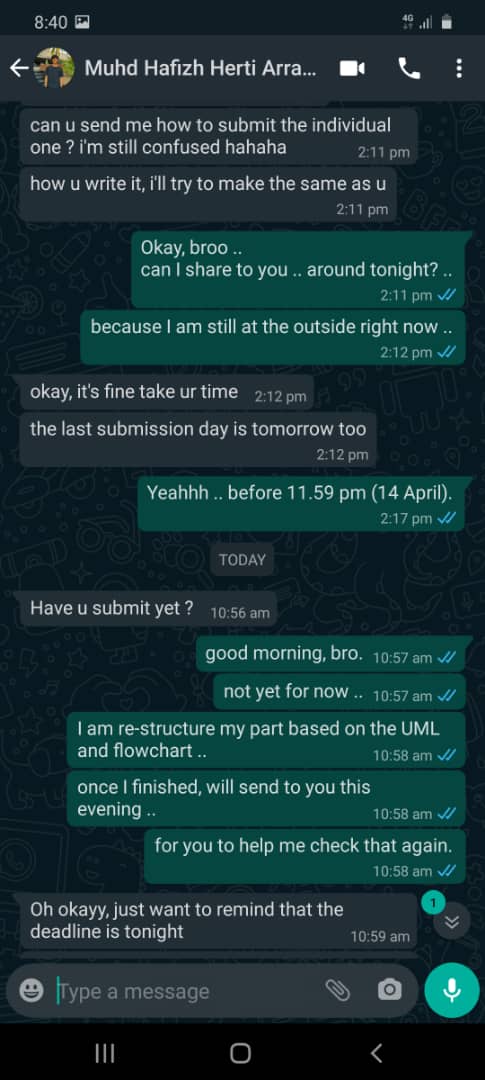 8:40
4G
Muhd Hafizh Herti Arra...
can u send me how to submit the individual
one ? i'm still confused hahaha
2:11 pm
how u write it, i'll try to make the same as u
2:11 pm
Okay, broo ..
can I share to you .. around tonight? ..
2:11 pm
because I am still at the outside right now ..
2:12 pm
okay, it's fine take ur time 2:12 pm
the last submission day is tomorrow too
2:12 pm
Yeahhh .. before 11.59 pm (14 April).
2:17 pm
TODAY
Have u submit yet ? 10:56 am
good morning, bro. 10:57 am
not yet for now .. 10:57 am
I am re-structure my part based on the UML
and flowchart ..
10:58 am
once I finished, will send to you this
evening ..
10:58 am
for you to help me check that again.
10:58 am
1
Oh okayy, just want to remind that the
deadline is tonight
10:59 am
Type a message